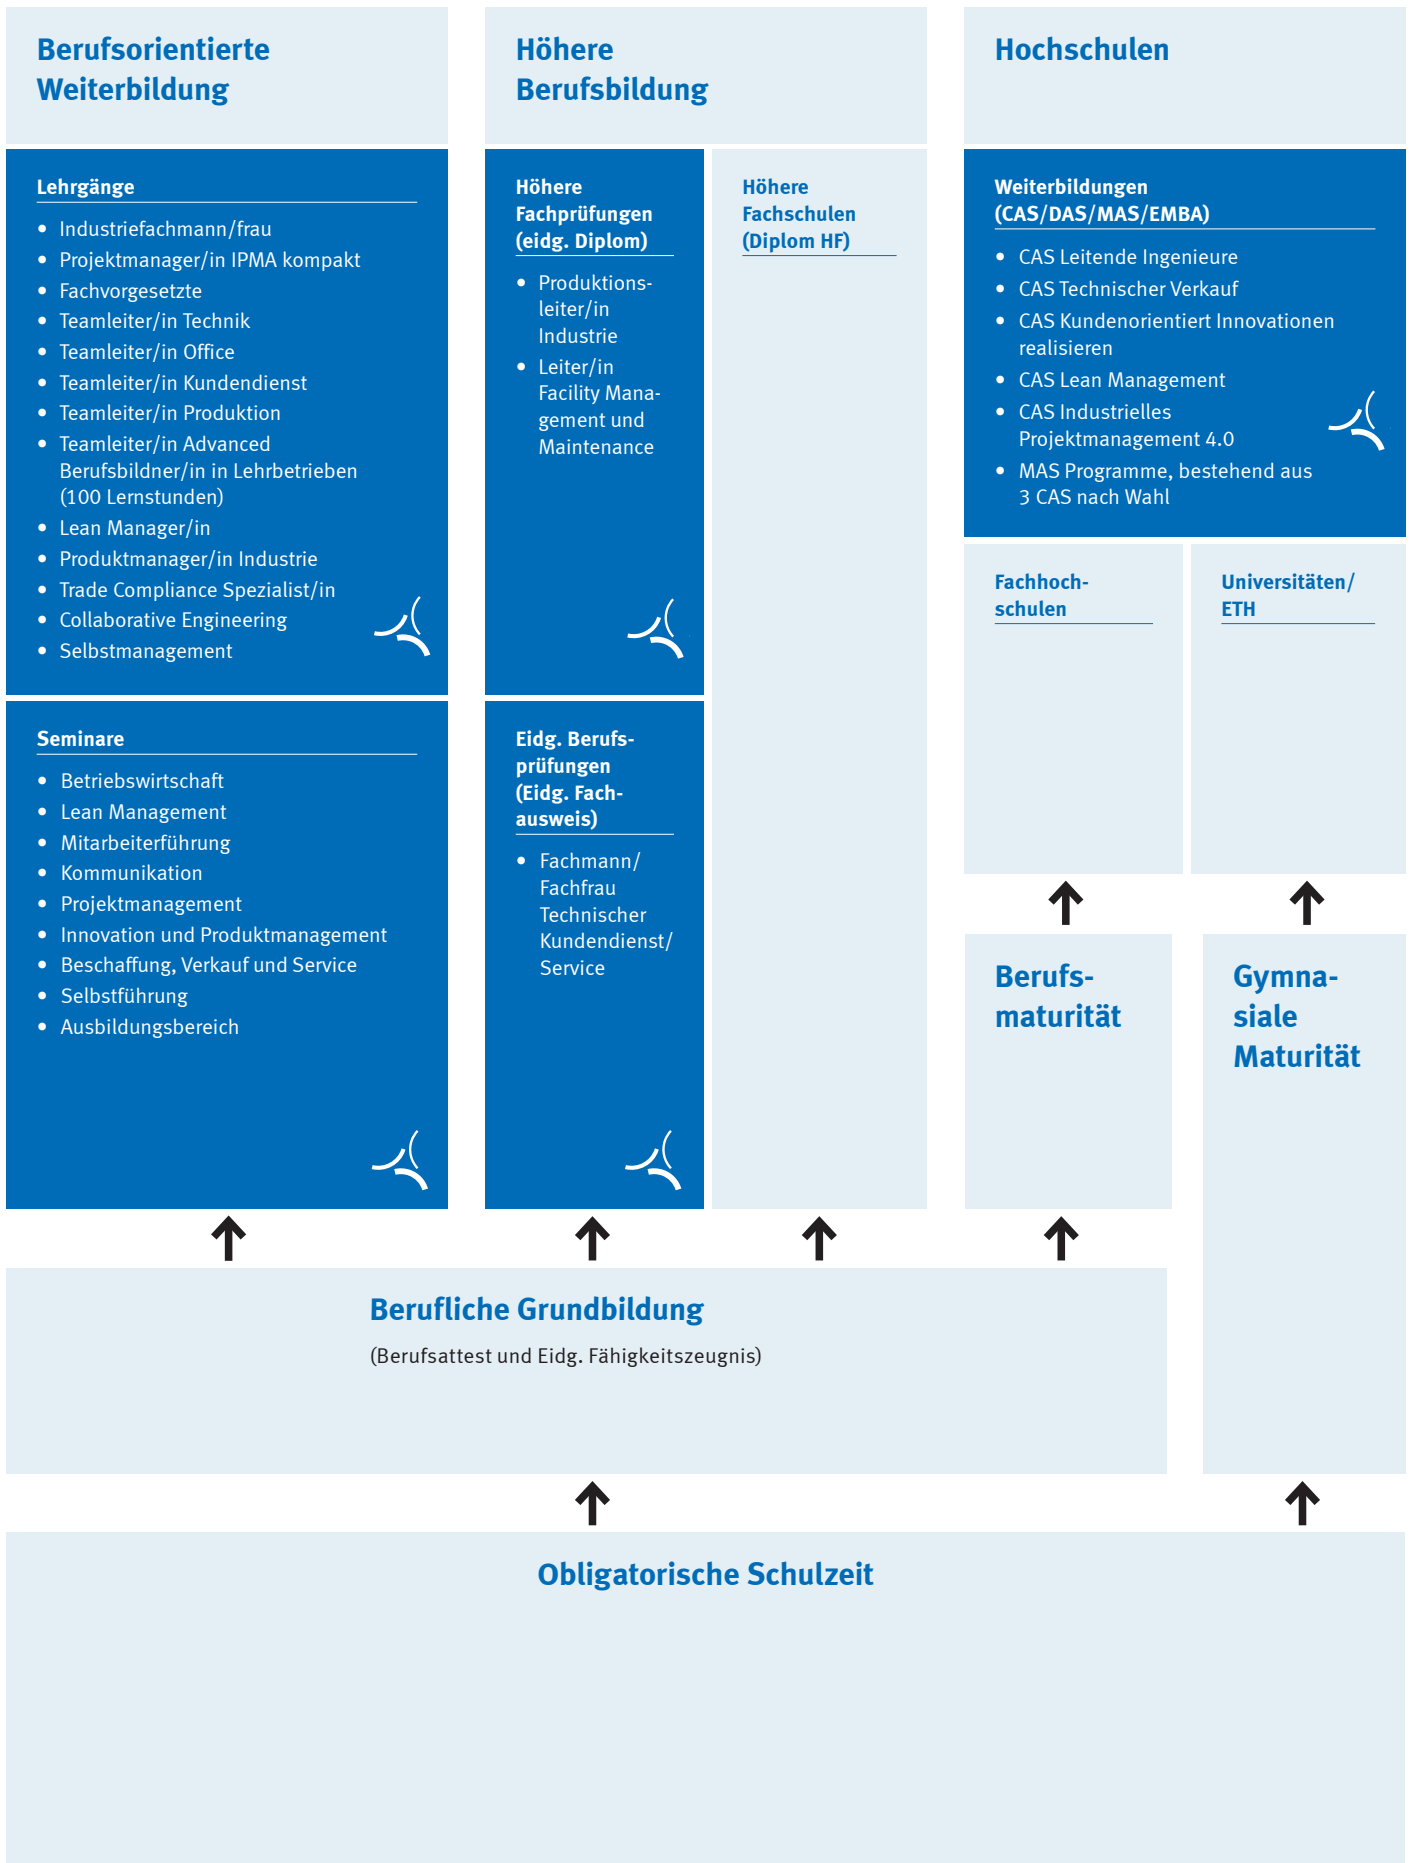 Berufsorientierte
Weiterbildung
Lehrgänge
• Industriefachmann/frau
• Projektmanager/in IPMA kompakt
• Fachvorgesetzte
• Teamleiter/in Technik
• Teamleiter/in Office
• Teamleiter/in Kundendienst
• Teamleiter/in Produktion
• Teamleiter/in Advanced
Berufsbildner/in in Lehrbetrieben
(100 Lernstunden)
• Lean Manager/in
• Produktmanager/in Industrie
• Trade Compliance Spezialist/in
• Collaborative Engineering
• Selbstmanagement
Seminare
• Betriebswirtschaft
• Lean Management
• Mitarbeiterführung
• Kommunikation
• Projektmanagement
• Innovation und Produktmanagement
• Beschaffung, Verkauf und Service
• Selbstführung
• Ausbildungsbereich
Höhere
Berufsbildung
Höhere
Fachprüfungen
(eidg. Diplom)
• Produktions-
leiter/in
Industrie
• Leiter/in
Facility Mana-
gement und
Maintenance
Eidg. Berufs-
prüfungen
(Eidg. Fach-
ausweis)
• Fachmann/
Fachfrau
Technischer
Kundendienst/
Service
Höhere
Fachschulen
(Diplom HF)
Hochschulen
Weiterbildungen
(CAS/DAS/MAS/EMBA)
• CAS Leitende Ingenieure
• CAS Technischer Verkauf
• CAS Kundenorientiert Innovationen
realisieren
• CAS Lean Management
• CAS Industrielles
Projektmanagement 4.0
• MAS Programme, bestehend aus
3 CAS nach Wahl
Fachhoch-
schulen
Universitäten/
ETH
Berufs-
maturität
Gymna-
siale
Maturität
Berufliche Grundbildung
(Berufsattest und Eidg. Fähigkeitszeugnis)
Obligatorische Schulzeit